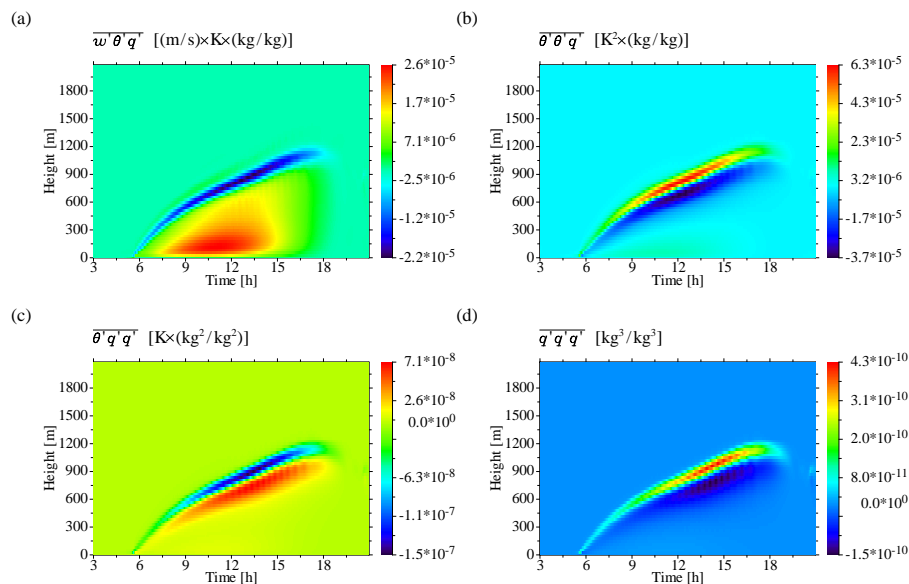 (a)
w'θ'q' [(m/s)×K×(kg/kg)]
Height [m]
1800
1500
1200
900
600
300
0
3 6 9 12 15 18
Time [h]
2.6*10⁻⁵
1.7*10⁻⁵
7.1*10⁻⁶
-2.5*10⁻⁶
-1.2*10⁻⁵
-2.2*10⁻⁵
(b)
θ'θ'q' [K²×(kg/kg)]
Height [m]
1800
1500
1200
900
600
300
0
3 6 9 12 15 18
Time [h]
6.3*10⁻⁵
4.3*10⁻⁵
2.3*10⁻⁵
3.2*10⁻⁶
-1.7*10⁻⁵
-3.7*10⁻⁵
(c)
θ'q'q' [K×(kg²/kg²)]
Height [m]
1800
1500
1200
900
600
300
0
3 6 9 12 15 18
Time [h]
7.1*10⁻⁸
2.6*10⁻⁸
0.0*10⁰
-1.9*10⁻⁸
-6.3*10⁻⁸
-1.1*10⁻⁷
-1.5*10⁻⁷
(d)
q'q'q' [kg³/kg³]
Height [m]
1800
1500
1200
900
600
300
0
3 6 9 12 15 18
Time [h]
4.3*10⁻¹⁰
3.1*10⁻¹⁰
2.0*10⁻¹⁰
8.0*10⁻¹¹
0.0*10⁰
-1.5*10⁻¹⁰